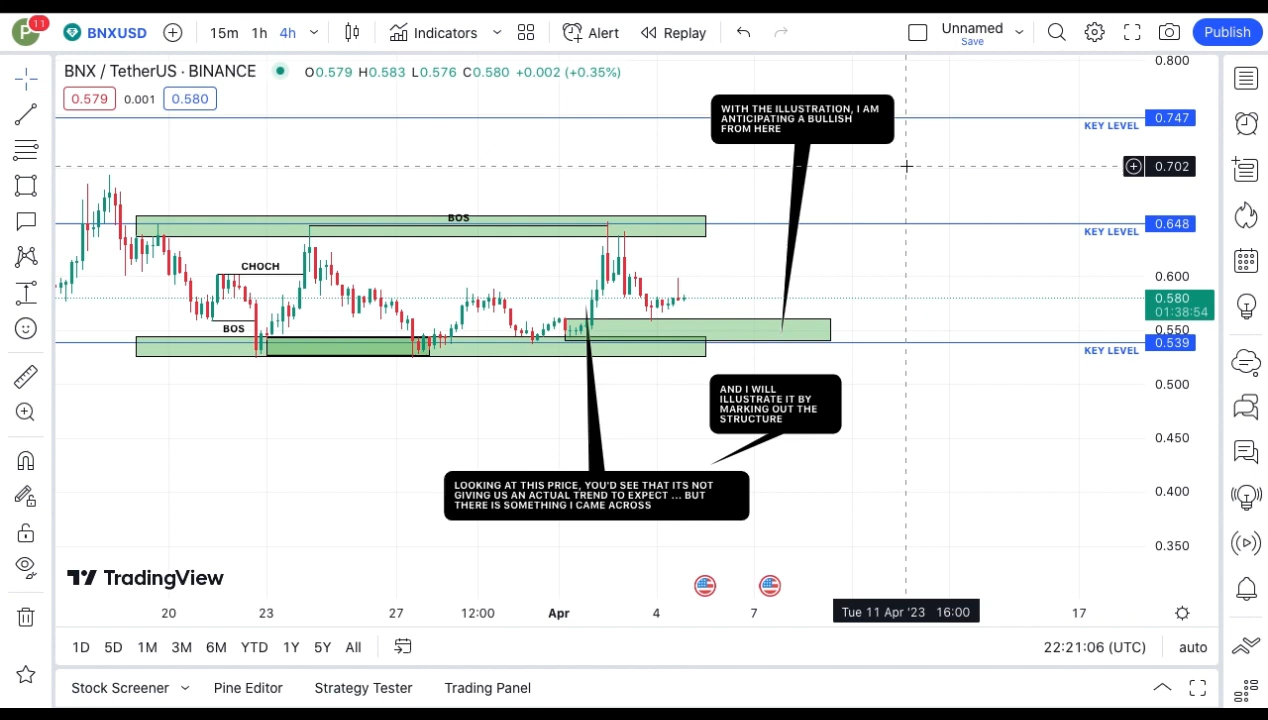 P 11
BNXUSD
15m 1h 4h
Indicators
Alert
Replay
Unnamed
Save
Publish
BNX / TetherUS · BINANCE
O0.579 H0.583 L0.576 C0.580 +0.002 (+0.35%)
0.579 0.001 0.580
WITH THE ILLUSTRATION, I AM
ANTICIPATING A BULLISH
FROM HERE
BOS
CHOCH
BOS
AND I WILL
ILLUSTRATE IT BY
MARKING OUT THE
STRUCTURE
LOOKING AT THIS PRICE, YOU'D SEE THAT ITS NOT
GIVING US AN ACTUAL TREND TO EXPECT ... BUT
THERE IS SOMETHING I CAME ACROSS
0.800
0.747
KEY LEVEL
0.702
0.648
KEY LEVEL
0.600
0.580
01:38:54
0.550
0.539
KEY LEVEL
0.500
0.450
0.400
0.350
TradingView
20 23 27 12:00 Apr 4 7 Tue 11 Apr '23 16:00 17
1D 5D 1M 3M 6M YTD 1Y 5Y All
22:21:06 (UTC) auto
Stock Screener Pine Editor Strategy Tester Trading Panel